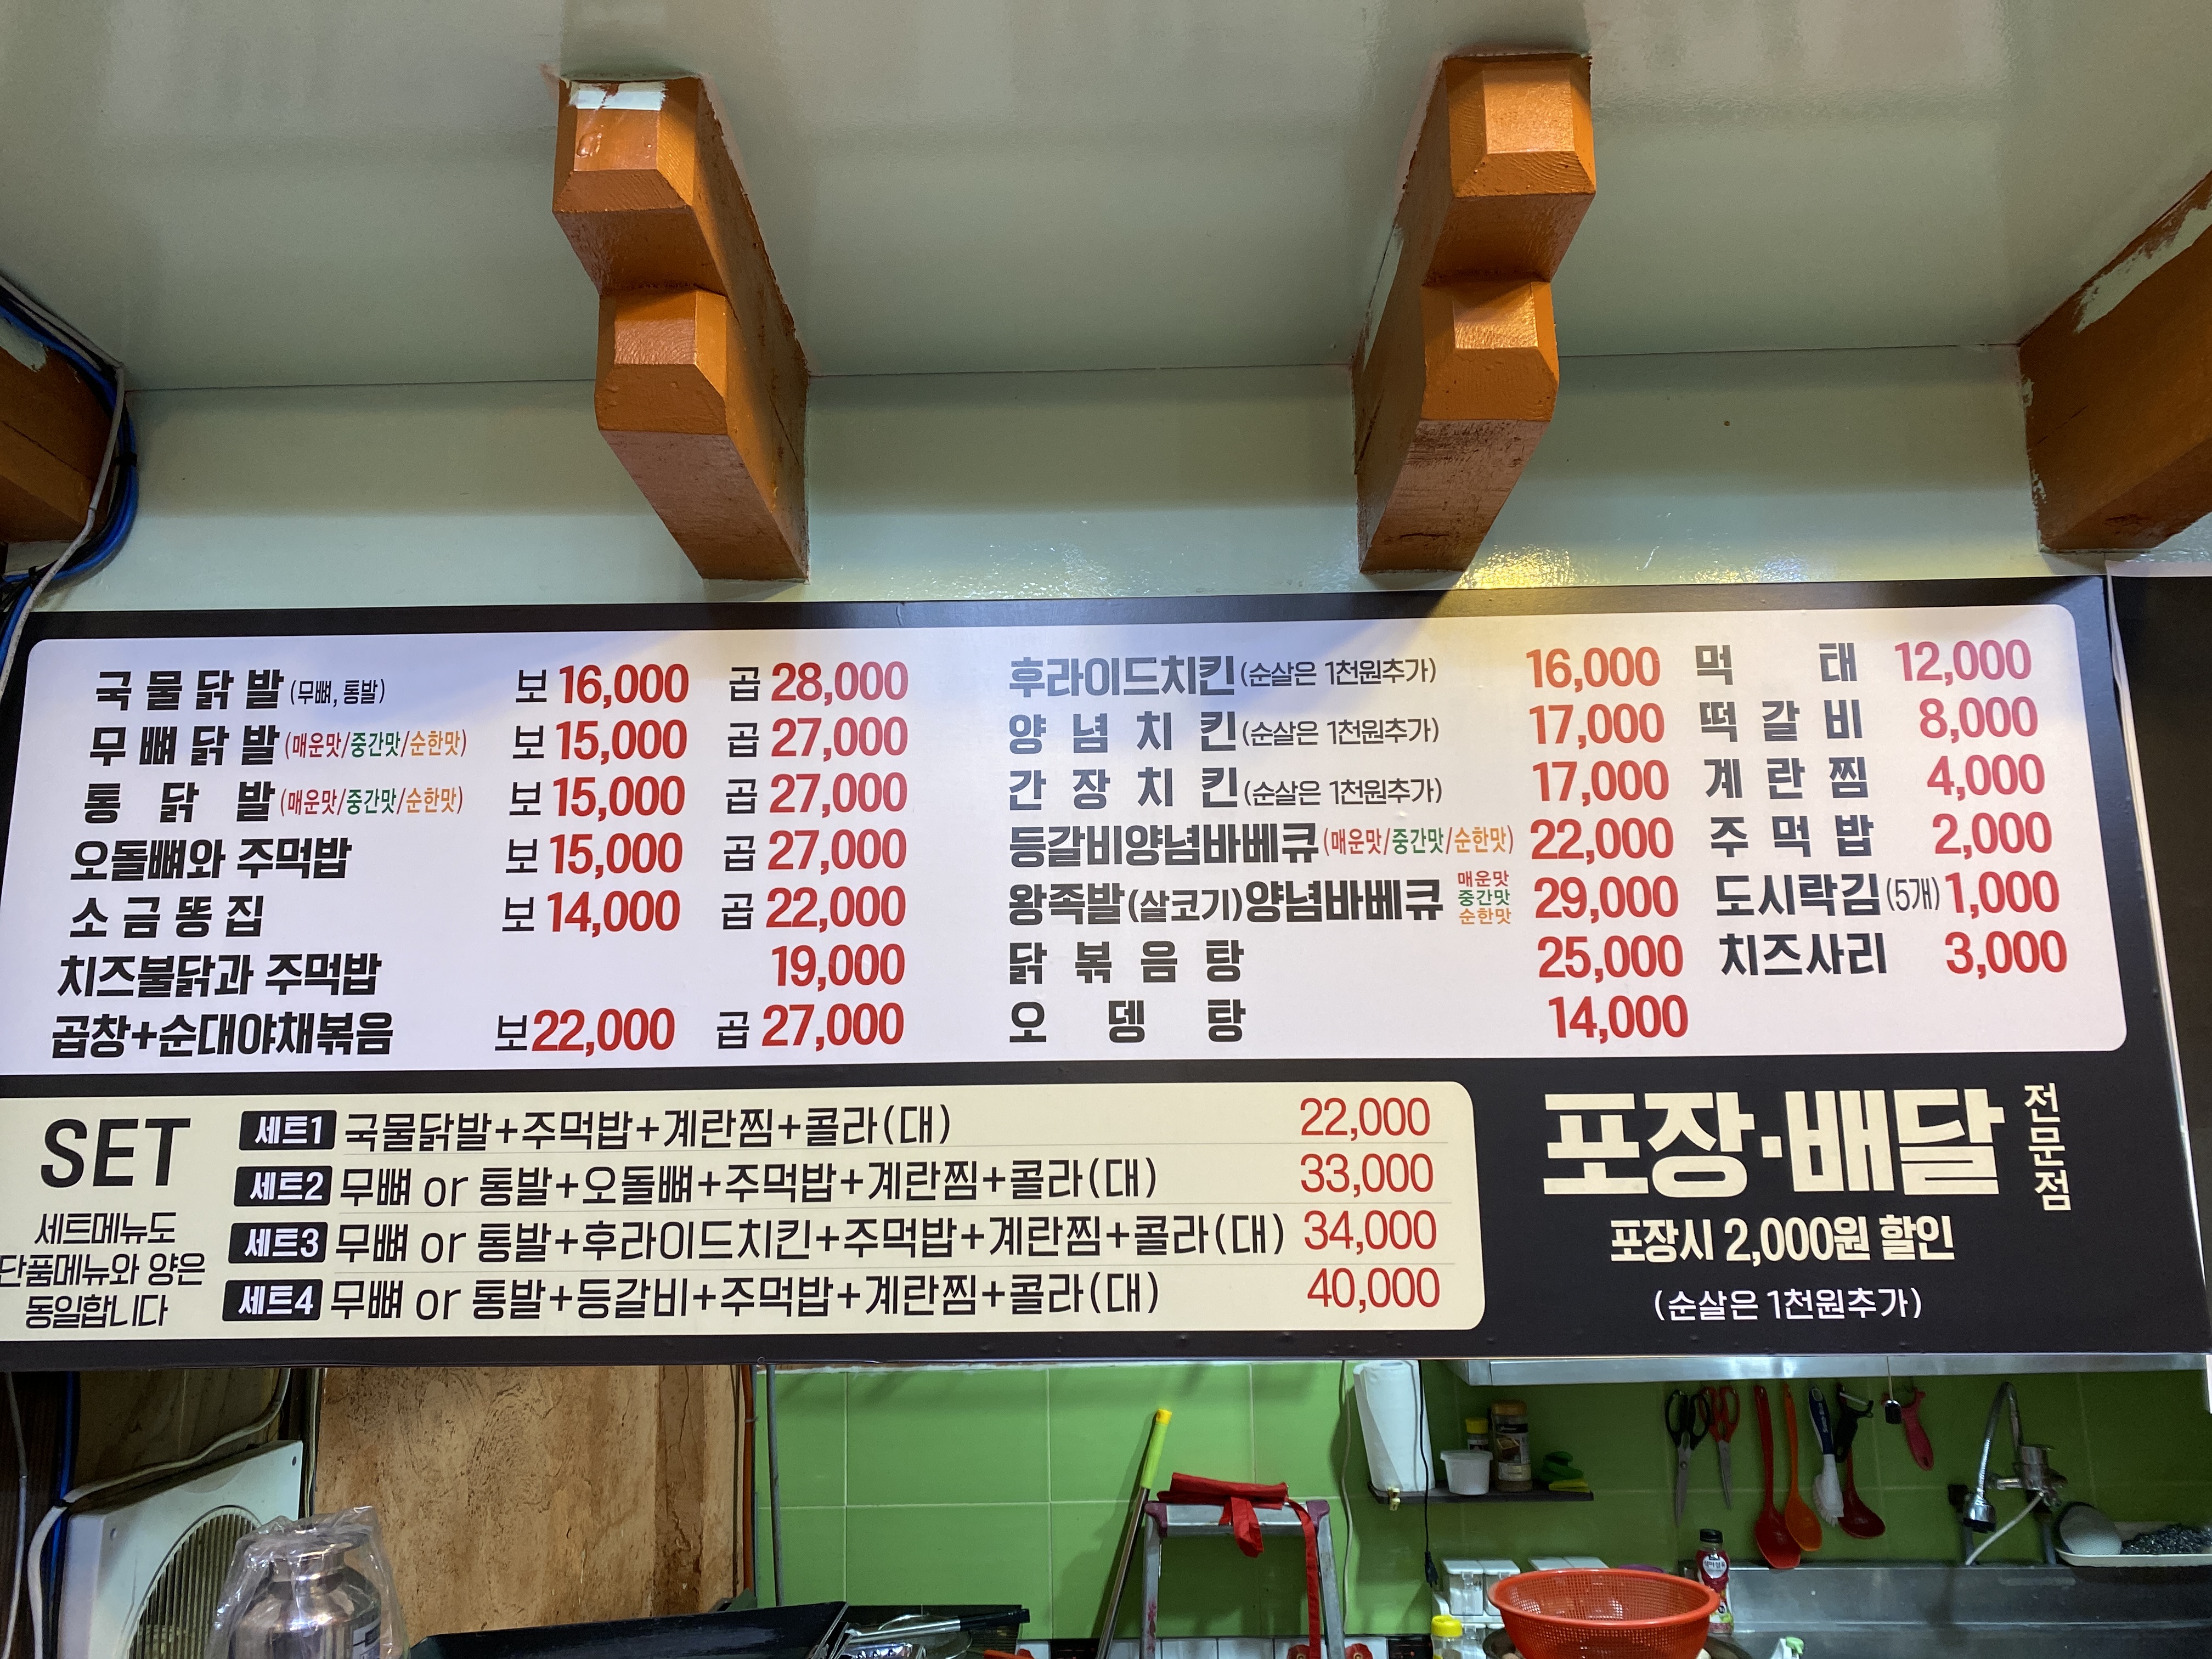 국물닭발(무뼈, 통발) 보 16,000 곱 28,000
무뼈닭발(매운맛/중간맛/순한맛) 보 15,000 곱 27,000
통닭발(매운맛/중간맛/순한맛) 보 15,000 곱 27,000
오돌뼈와 주먹밥 보 15,000 곱 27,000
소금똥집 보 14,000 곱 22,000
치즈불닭과 주먹밥 19,000
곱창+순대야채볶음 보 22,000 곱 27,000
후라이드치킨(순살은 1천원추가) 16,000
양념치킨(순살은 1천원추가) 17,000
간장치킨(순살은 1천원추가) 17,000
등갈비양념바베큐(매운맛/중간맛/순한맛) 22,000
왕족발(살코기)양념바베큐 매운맛 중간맛 순한맛 29,000
닭볶음탕 25,000
오뎅탕 14,000
먹태 12,000
떡갈비 8,000
계란찜 4,000
주먹밥 2,000
도시락김(5개) 1,000
치즈사리 3,000
SET
세트메뉴도
단품메뉴와 양은
동일합니다
세트1 국물닭발+주먹밥+계란찜+콜라(대) 22,000
세트2 무뼈 or 통발+오돌뼈+주먹밥+계란찜+콜라(대) 33,000
세트3 무뼈 or 통발+후라이드치킨+주먹밥+계란찜+콜라(대) 34,000
세트4 무뼈 or 통발+등갈비+주먹밥+계란찜+콜라(대) 40,000
포장·배달 전문점
포장시 2,000원 할인
(순살은 1천원추가)